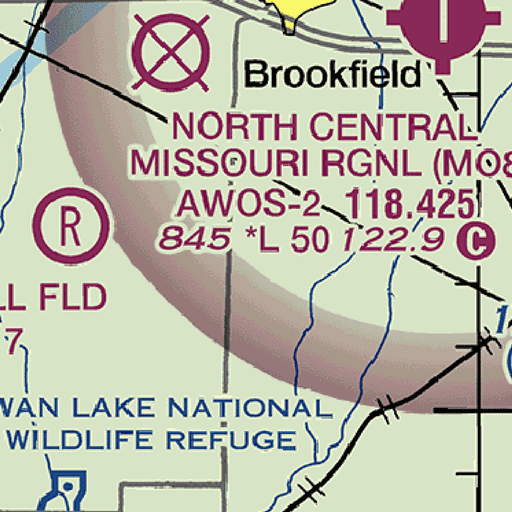 Brookfield
NORTH CENTRAL
MISSOURI RGNL (MO8
AWOS-2 118.425
845 *L 50 122.9 C
R
LL FLD
7
1
WAN LAKE NATIONAL
WILDLIFE REFUGE